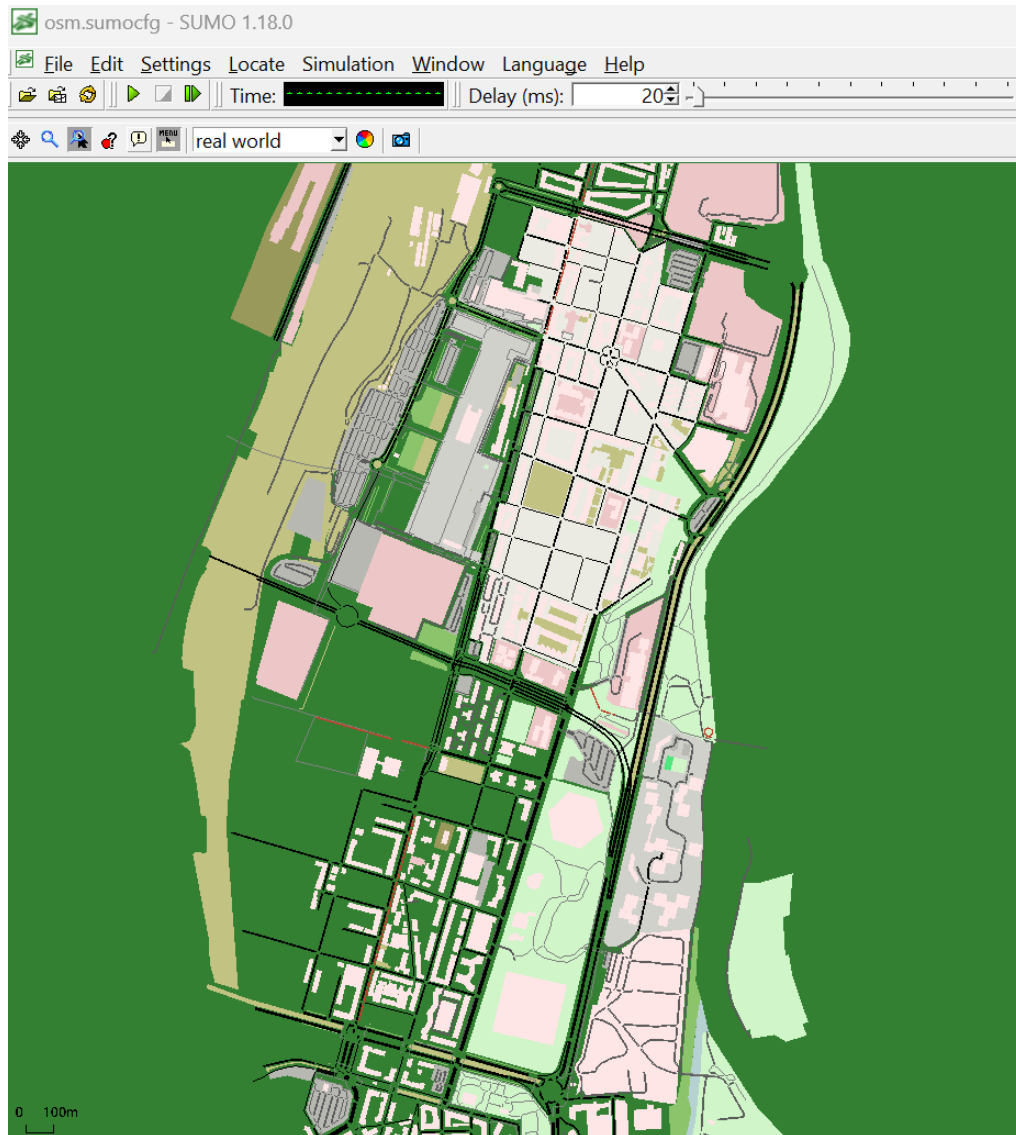 osm.sumocfg - SUMO 1.18.0
File Edit Settings Locate Simulation Window Language Help
Time: Delay (ms): 20
MENU real world
0 100m